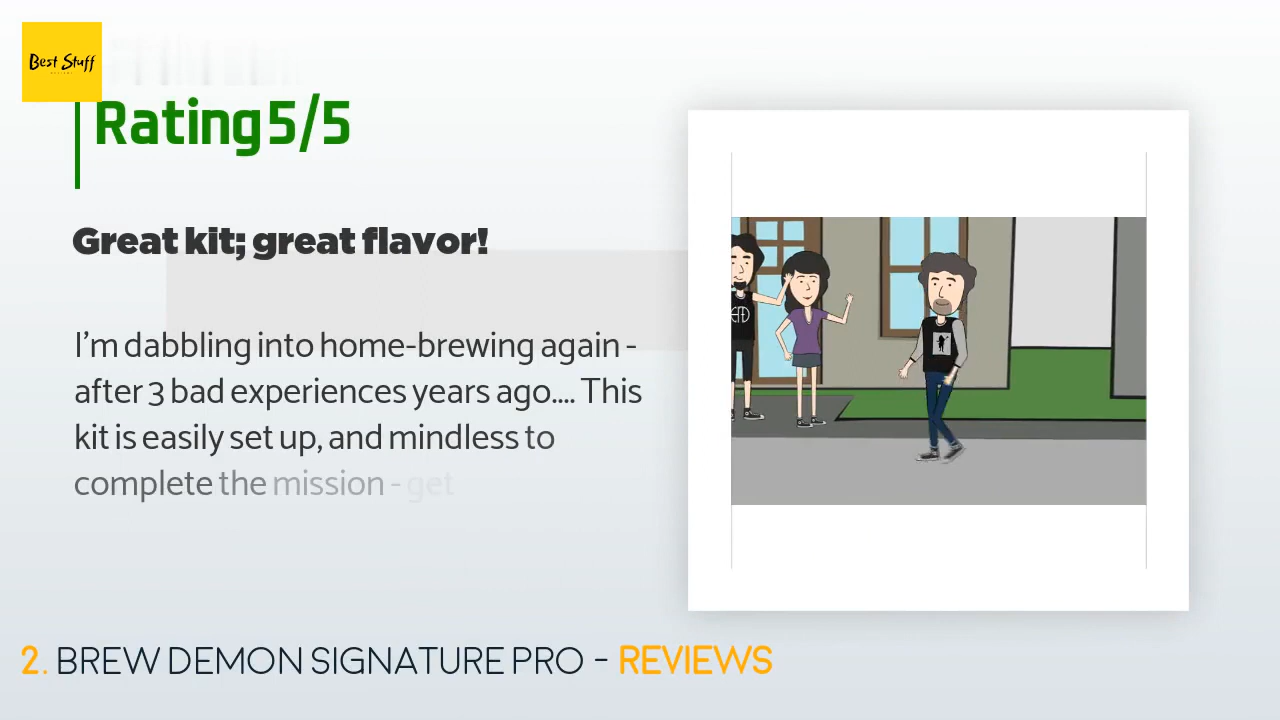 Best Stuff
Rating 5/5
Great kit; great flavor!
I'm dabbling into home-brewing again -
after 3 bad experiences years ago.... This
kit is easily set up, and mindless to
complete the mission - get
2. BREW DEMON SIGNATURE PRO - REVIEWS